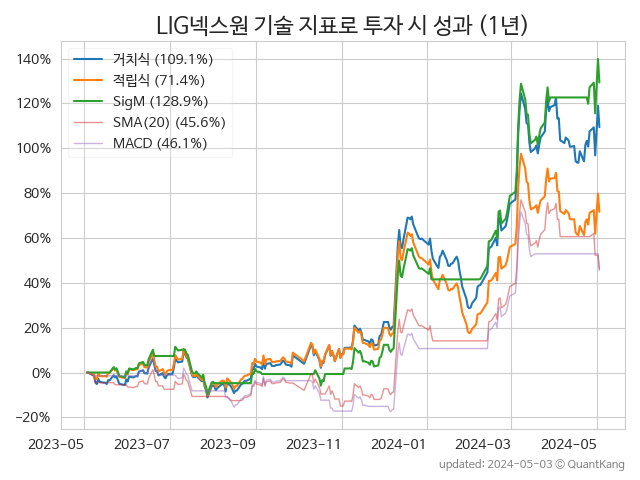 LIG넥스원 기술 지표로 투자 시 성과 (1년)
거치식 (109.1%)
적립식 (71.4%)
SigM (128.9%)
SMA(20) (45.6%)
MACD (46.1%)
140%
120%
100%
80%
60%
40%
20%
0%
−20%
2023-05 2023-07 2023-09 2023-11 2024-01 2024-03 2024-05
updated: 2024-05-03 © QuantKang